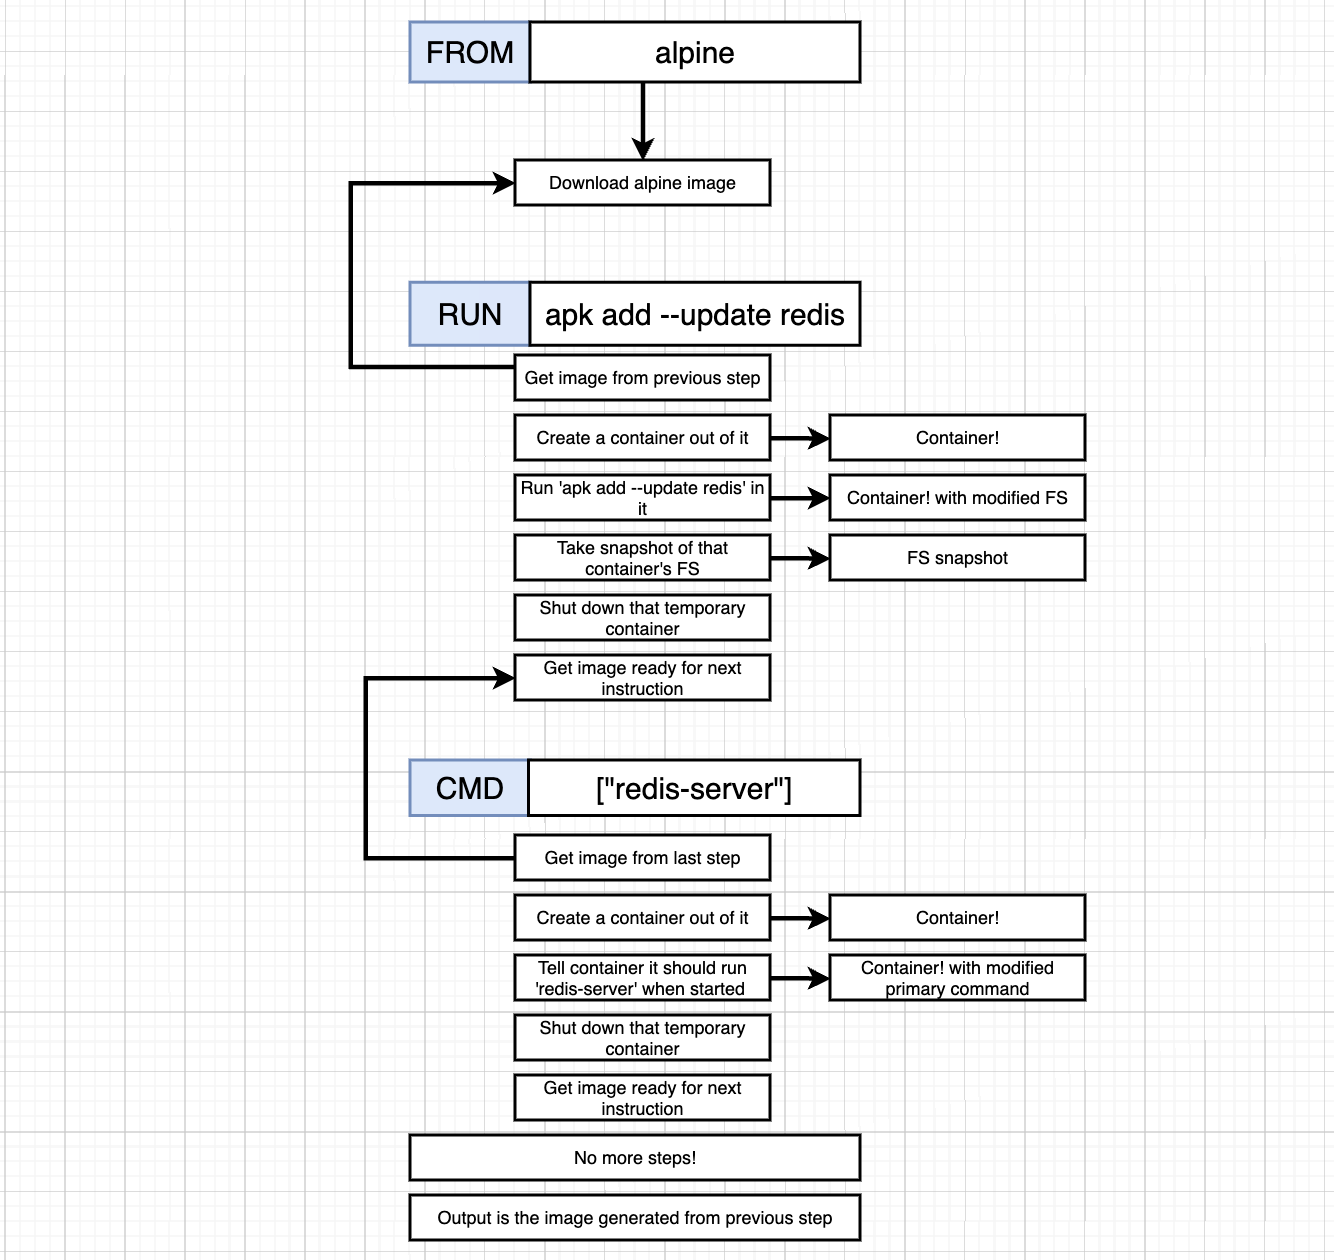 FROM alpine
Download alpine image
RUN apk add --update redis
Get image from previous step
Create a container out of it
Container!
Run 'apk add --update redis' in
it
Container! with modified FS
Take snapshot of that
container's FS
FS snapshot
Shut down that temporary
container
Get image ready for next
instruction
CMD ["redis-server"]
Get image from last step
Create a container out of it
Container!
Tell container it should run
'redis-server' when started
Container! with modified
primary command
Shut down that temporary
container
Get image ready for next
instruction
No more steps!
Output is the image generated from previous step